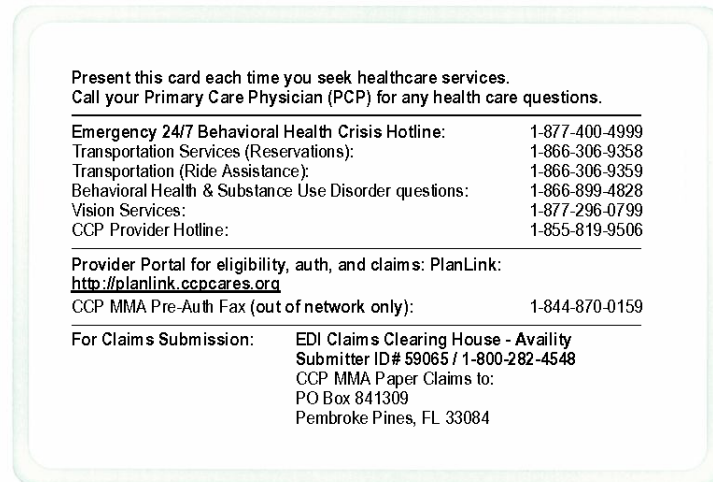 Present this card each time you seek healthcare services.
Call your Primary Care Physician (PCP) for any health care questions.
Emergency 24/7 Behavioral Health Crisis Hotline: 1-877-400-4999
Transportation Services (Reservations): 1-866-306-9358
Transportation (Ride Assistance): 1-866-306-9359
Behavioral Health & Substance Use Disorder questions: 1-866-899-4828
Vision Services: 1-877-296-0799
CCP Provider Hotline: 1-855-819-9506
Provider Portal for eligibility, auth, and claims: PlanLink:
http://planlink.ccpcares.org
CCP MMA Pre-Auth Fax (out of network only): 1-844-870-0159
For Claims Submission: EDI Claims Clearing House - Availity
Submitter ID# 59065 / 1-800-282-4548
CCP MMA Paper Claims to:
PO Box 841309
Pembroke Pines, FL 33084